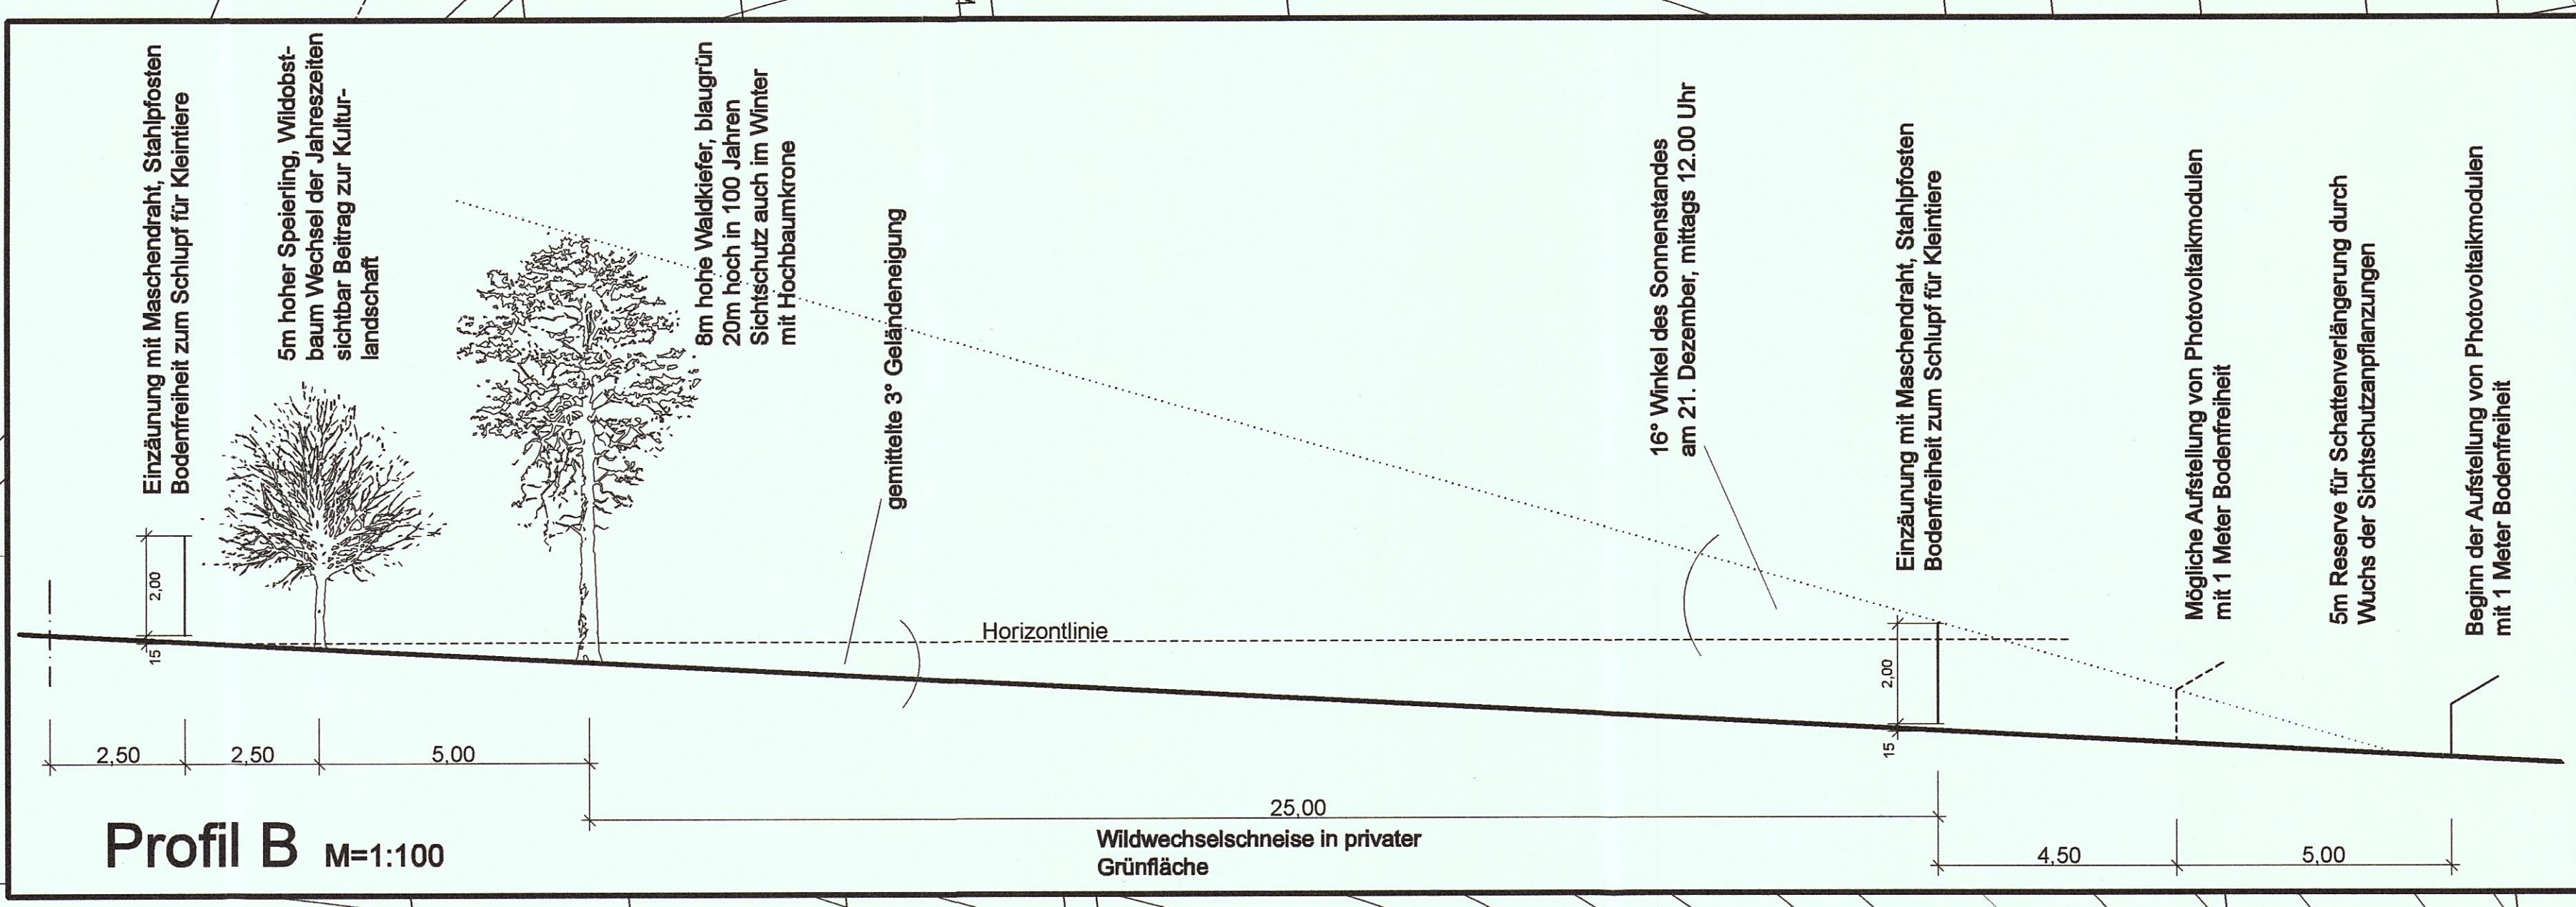 Einzäunung mit Maschendraht, Stahlpfosten
Bodenfreiheit zum Schlupf für Kleintiere
5m hoher Speierling, Wildobst-
baum Wechsel der Jahreszeiten
sichtbar Beitrag zur Kultur-
landschaft
8m hohe Waldkiefer, blaugrün
20m hoch in 100 Jahren
Sichtschutz auch im Winter
mit Hochbaumkrone
gemittelte 3° Geländeneigung
16° Winkel des Sonnenstandes
am 21. Dezember, mittags 12.00 Uhr
Einzäunung mit Maschendraht, Stahlpfosten
Bodenfreiheit zum Schlupf für Kleintiere
Mögliche Aufstellung von Photovoltaikmodulen
mit 1 Meter Bodenfreiheit
5m Reserve für Schattenverlängerung durch
Wuchs der Sichtschutzanpflanzungen
Beginn der Aufstellung von Photovoltaikmodulen
mit 1 Meter Bodenfreiheit
2,00
15
Horizontlinie
2,00
15
2,50
2,50
5,00
25,00
Wildwechselschneise in privater
Grünfläche
4,50
5,00
Profil B M=1:100